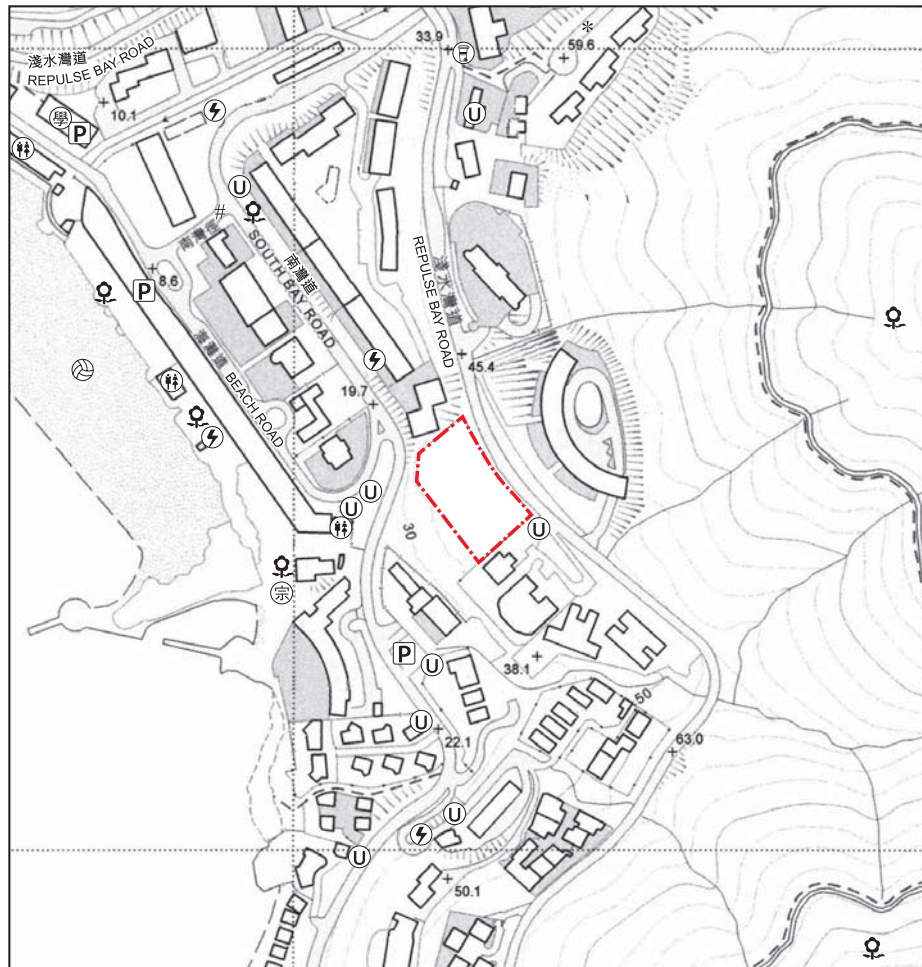 淺水灣道
REPULSE BAY ROAD
33.9
*
59.6
10.1
U
學
P
U
#
南灣徑
南灣道
SOUTH BAY ROAD
淺水灣道
REPULSE BAY ROAD
8.6
P
海灘道
BEACH ROAD
45.4
19.7
U
U
U
30
宗
P
U
38.1
50
U
22.1
63.0
U
U
50.1